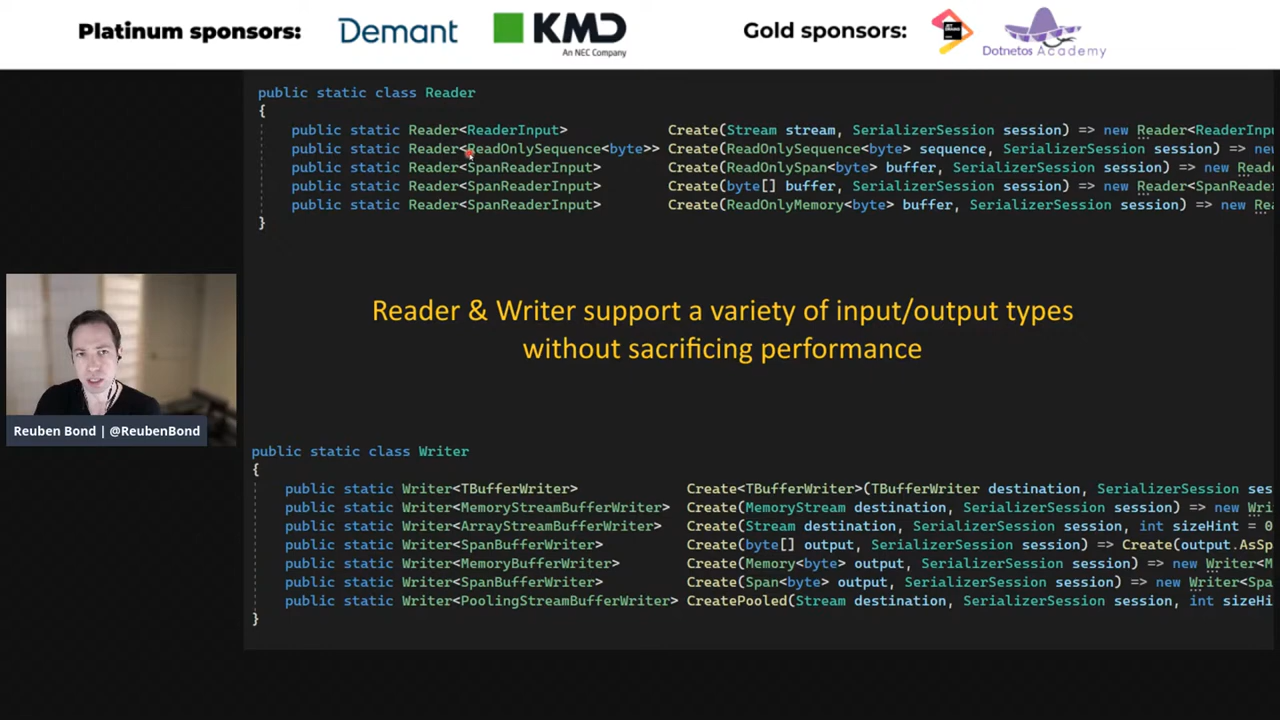 Platinum sponsors: Demant KMD An NEC Company Gold sponsors: JET BRAINS Dotnetos Academy
public static class Reader
{
public static Reader<ReaderInput> Create(Stream stream, SerializerSession session) => new Reader<ReaderInp
public static Reader<ReadOnlySequence<byte>> Create(ReadOnlySequence<byte> sequence, SerializerSession session) => new
public static Reader<SpanReaderInput> Create(ReadOnlySpan<byte> buffer, SerializerSession session) => new Reade
public static Reader<SpanReaderInput> Create(byte[] buffer, SerializerSession session) => new Reader<SpanReader
public static Reader<SpanReaderInput> Create(ReadOnlyMemory<byte> buffer, SerializerSession session) => new Rea
}
Reader & Writer support a variety of input/output types
without sacrificing performance
Reuben Bond | @ReubenBond
public static class Writer
{
public static Writer<TBufferWriter> Create<TBufferWriter>(TBufferWriter destination, SerializerSession ses
public static Writer<MemoryStreamBufferWriter> Create(MemoryStream destination, SerializerSession session) => new Wri
public static Writer<ArrayStreamBufferWriter> Create(Stream destination, SerializerSession session, int sizeHint = 0
public static Writer<SpanBufferWriter> Create(byte[] output, SerializerSession session) => Create(output.AsSp
public static Writer<MemoryBufferWriter> Create(Memory<byte> output, SerializerSession session) => new Writer<M
public static Writer<SpanBufferWriter> Create(Span<byte> output, SerializerSession session) => new Writer<Spa
public static Writer<PoolingStreamBufferWriter> CreatePooled(Stream destination, SerializerSession session, int sizeHi
}